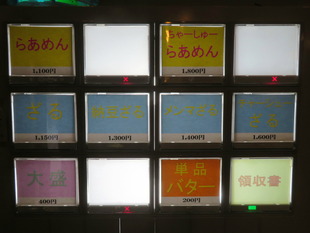 らあめん
1,100円
ちゃーしゅー
らあめん
1,800円
ざる
1,150円
1,300円
1,400円
ざる
1,600円
大盛
400円
単品
バター
200円
領収書